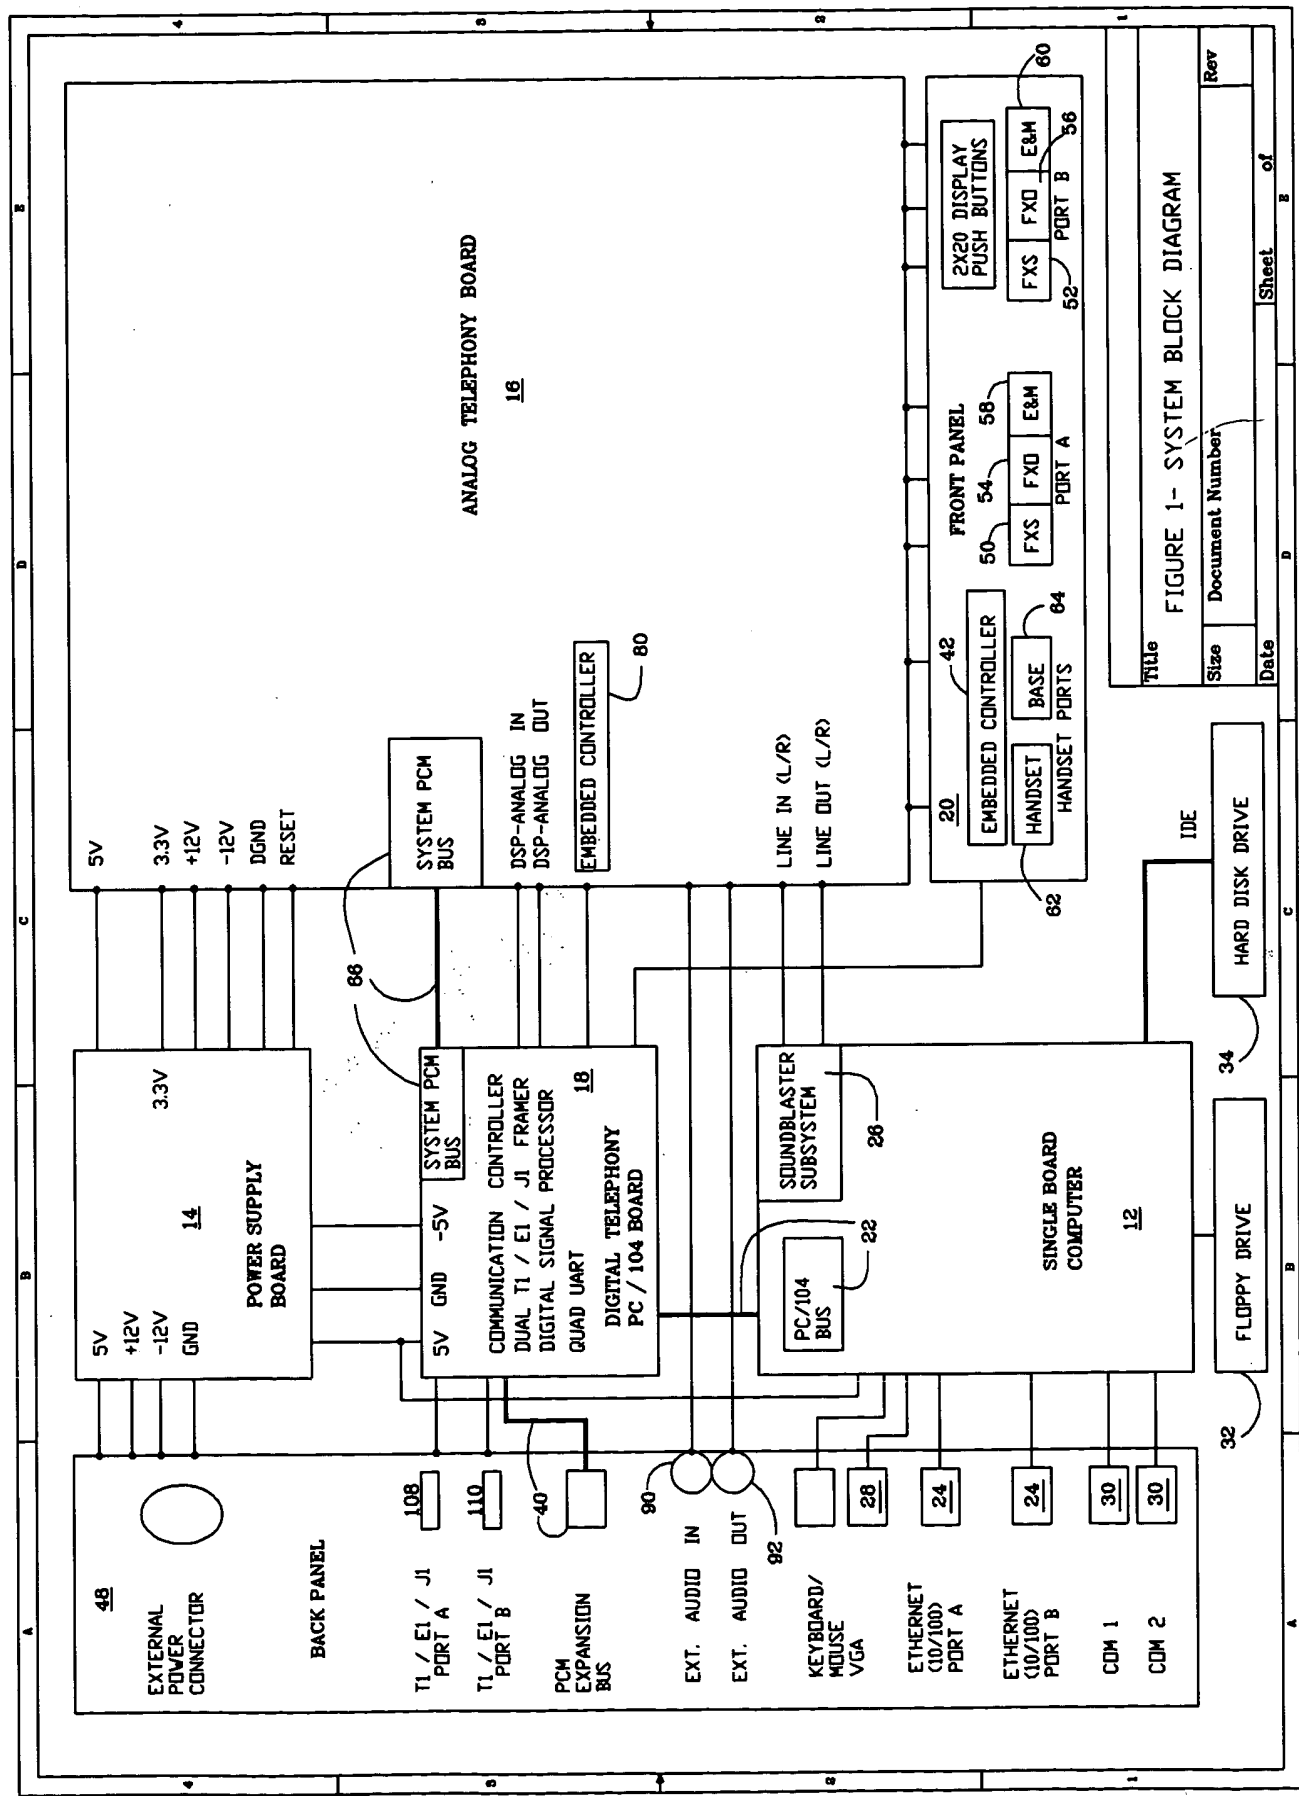 A
B
C
D
E
4
3
2
1
48
EXTERNAL
POWER
CONNECTOR
BACK PANEL
T1 / E1 / J1
PORT A
108
T1 / E1 / J1
PORT B
110
PCM
EXPANSION
BUS
40
EXT. AUDIO IN
90
EXT. AUDIO OUT
92
KEYBOARD/
MOUSE
VGA
28
ETHERNET
(10/100)
PORT A
24
ETHERNET
(10/100)
PORT B
24
COM 1
30
COM 2
30
5V
+12V
-12V
GND
3.3V
14
POWER SUPPLY
BOARD
5V
GND
-5V
SYSTEM PCM
BUS
66
COMMUNICATION CONTROLLER
DUAL T1 / E1 / J1 FRAMER
DIGITAL SIGNAL PROCESSOR
QUAD UART
18
DIGITAL TELEPHONY
PC / 104 BOARD
22
PC/104
BUS
SOUNDBLASTER
SUBSYSTEM
26
SINGLE BOARD
COMPUTER
12
32
FLOPPY DRIVE
34
HARD DISK DRIVE
IDE
5V
3.3V
+12V
-12V
DGND
RESET
SYSTEM PCM
BUS
DSP-ANALOG IN
DSP-ANALOG OUT
EMBEDDED CONTROLLER
80
LINE IN (L/R)
LINE OUT (L/R)
ANALOG TELEPHONY BOARD
16
20
EMBEDDED CONTROLLER
42
FRONT PANEL
62
HANDSET
BASE
64
HANDSET PORTS
50
54
58
FXS
FXO
E&M
PORT A
2X20 DISPLAY
PUSH BUTTONS
60
FXS
FXO
E&M
52
PORT B
56
Title
FIGURE 1- SYSTEM BLOCK DIAGRAM
Size
Document Number
Rev
Date
Sheet
of
A
B
C
D
E
4
3
2
1